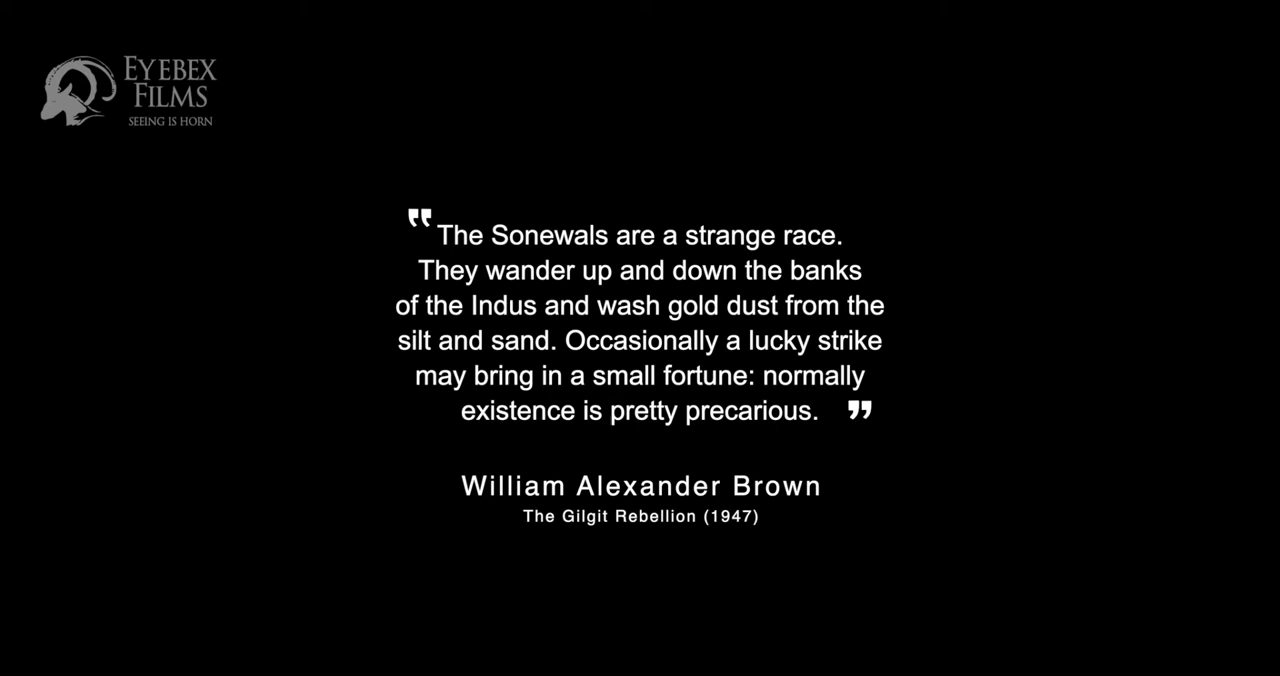 EYEBEX
FILMS
SEEING IS HORN
"The Sonewals are a strange race.
They wander up and down the banks
of the Indus and wash gold dust from the
silt and sand. Occasionally a lucky strike
may bring in a small fortune: normally
existence is pretty precarious. "
William Alexander Brown
The Gilgit Rebellion (1947)